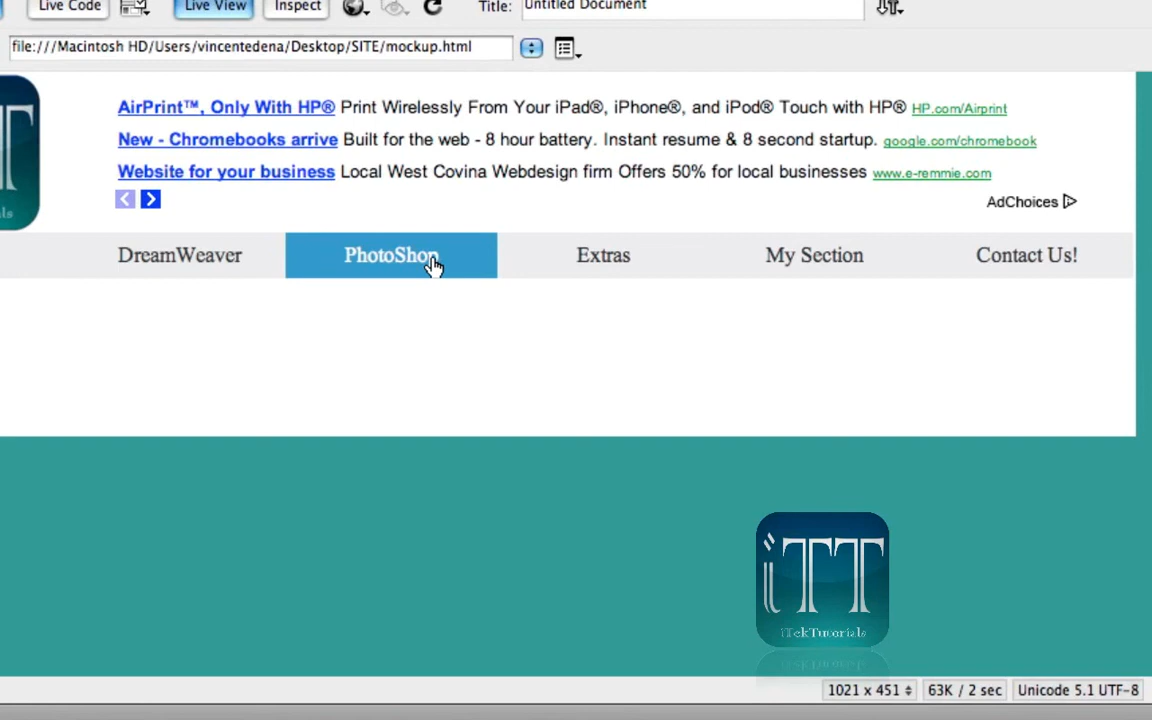 Live Code Live View Inspect Title: Untitled Document
file:///Macintosh HD/Users/vincentedena/Desktop/SITE/mockup.html
AirPrint™, Only With HP® Print Wirelessly From Your iPad®, iPhone®, and iPod® Touch with HP® HP.com/Airprint
New - Chromebooks arrive Built for the web - 8 hour battery. Instant resume & 8 second startup. google.com/chromebook
Website for your business Local West Covina Webdesign firm Offers 50% for local businesses www.e-remmie.com
AdChoices
T
ls
DreamWeaver PhotoShop Extras My Section Contact Us!
iTT
iTekTutorials
1021 x 451 63K / 2 sec Unicode 5.1 UTF-8